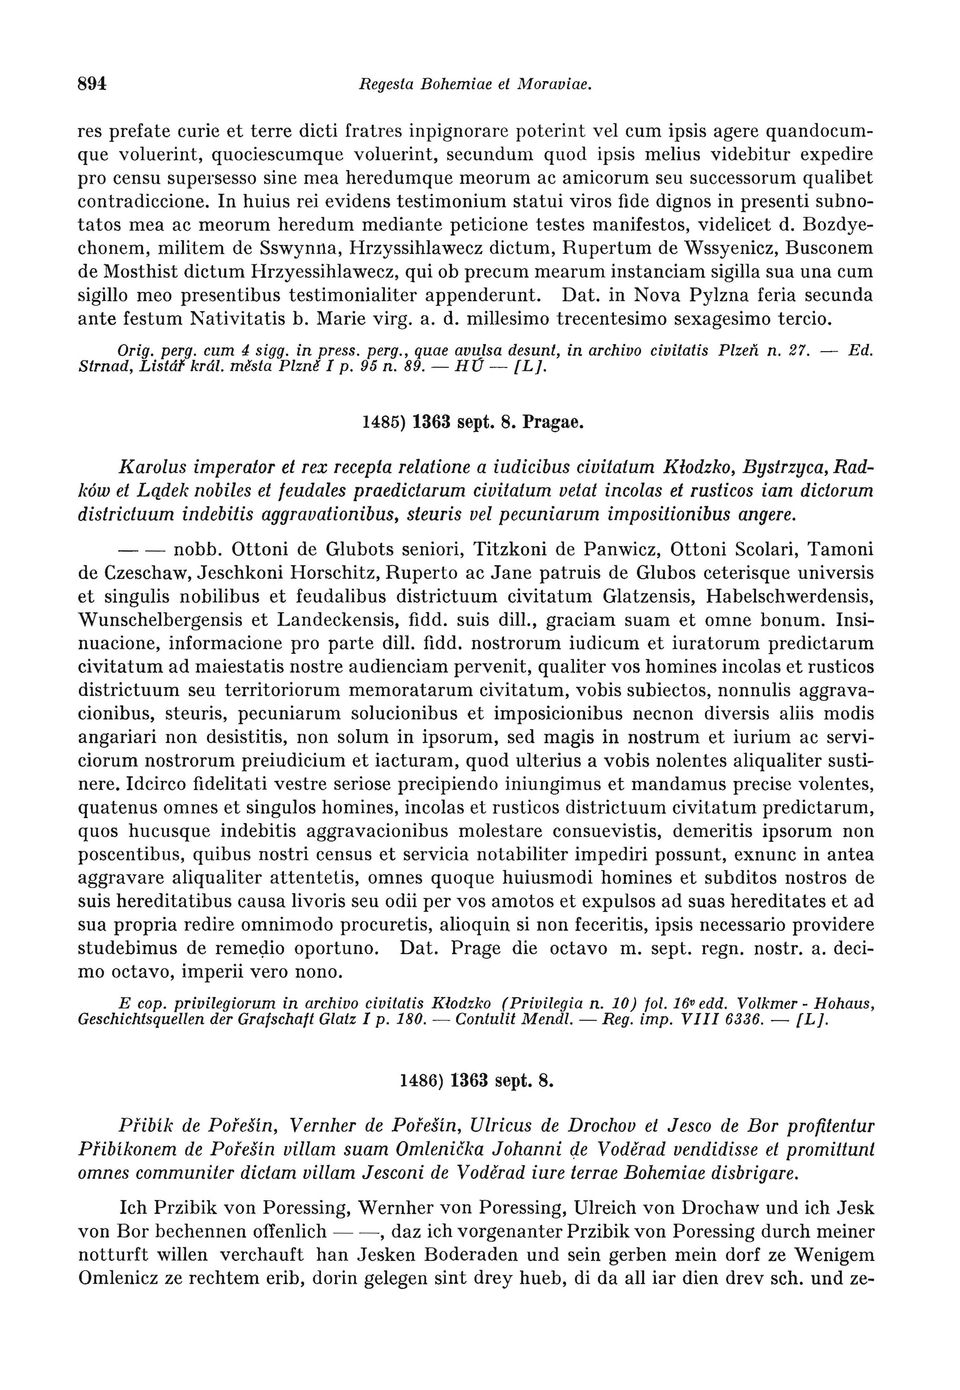 894 Regesta Bohemiae et Moraviae.
res prefate curie et terre dicti fratres inpignorare poterint vel cum ipsis agere quandocum-
que voluerint, quociescumque voluerint, secundum quod ipsis melius videbitur expedire
pro censu supersesso sine mea heredumque meorum ac amicorum seu successorum qualibet
contradiccione. In huius rei evidens testimonium statui viros fide dignos in presenti subno-
tatos mea ac meorum heredum mediante peticione testes manifestos, videlicet d. Bozdye-
chonem, militem de Sswynna, Hrzyssihlawecz dictum, Rupertum de Wssyenicz, Busconem
de Mosthist dictum Hrzyessihlawecz, qui ob precum mearum instanciam sigilla sua una cum
sigillo meo presentibus testimonialiter appenderunt. Dat. in Nova Pylzna feria secunda
ante festum Nativitatis b. Marie virg. a. d. millesimo trecentesimo sexagesimo tercio.
Orig. perg. cum 4 sigg. in press. perg., quae avulsa desunt, in archivo civitatis Plzeň n. 27. — Ed.
Strnad, Listář král. města Plzně I p. 95 n. 89. — HÚ — [L].
1485) 1363 sept. 8. Pragae.
Karolus imperator et rex recepta relatione a iudicibus civitatum Kłodzko, Bystrzyca, Rad-
ków et Lądek nobiles et feudales praedictarum civitatum vetat incolas et rusticos iam dictorum
districtuum indebitis aggravationibus, steuris vel pecuniarum impositionibus angere.
— — nobb. Ottoni de Glubots seniori, Titzkoni de Panwicz, Ottoni Scolari, Tamoni
de Czeschaw, Jeschkoni Horschitz, Ruperto ac Jane patruis de Glubos ceterisque universis
et singulis nobilibus et feudalibus districtuum civitatum Glatzensis, Habelschwerdensis,
Wunschelbergensis et Landeckensis, fidd. suis dill., graciam suam et omne bonum. Insi-
nuacione, informacione pro parte dill. fidd. nostrorum iudicum et iuratorum predictarum
civitatum ad maiestatis nostre audienciam pervenit, qualiter vos homines incolas et rusticos
districtuum seu territoriorum memoratarum civitatum, vobis subiectos, nonnulis aggrava-
cionibus, steuris, pecuniarum solucionibus et imposicionibus necnon diversis aliis modis
angariari non desistitis, non solum in ipsorum, sed magis in nostrum et iurium ac servi-
ciorum nostrorum preiudicium et iacturam, quod ulterius a vobis nolentes aliqualiter susti-
nere. Idcirco fidelitati vestre seriose precipiendo iniungimus et mandamus precise volentes,
quatenus omnes et singulos homines, incolas et rusticos districtuum civitatum predictarum,
quos hucusque indebitis aggravacionibus molestare consuevistis, demeritis ipsorum non
poscentibus, quibus nostri census et servicia notabiliter impediri possunt, exnunc in antea
aggravare aliqualiter attentetis, omnes quoque huiusmodi homines et subditos nostros de
suis hereditatibus causa livoris seu odii per vos amotos et expulsos ad suas hereditates et ad
sua propria redire omnimodo procuretis, alioquin si non feceritis, ipsis necessario providere
studebimus de remedio oportuno. Dat. Prage die octavo m. sept. regn. nostr. a. deci-
mo octavo, imperii vero nono.
E cop. privilegiorum in archivo civitatis Kłodzko (Privilegia n. 10) fol. 16v edd. Volkmer - Hohaus,
Geschichtsquellen der Grafschaft Glatz I p. 180. — Contulit Mendl. — Reg. imp. VIII 6336. — [L].
1486) 1363 sept. 8.
Přibík de Pořešín, Vernher de Pořešín, Ulricus de Drochov et Jesco de Bor profitentur
Přibíkonem de Pořešín villam suam Omlenička Johanni de Voděrad vendidisse et promittunt
omnes communiter dictam villam Jesconi de Voděrad iure terrae Bohemiae disbrigare.
Ich Przibik von Poressing, Wernher von Poressing, Ulreich von Drochaw und ich Jesk
von Bor bechennen offenlich — —, daz ich vorgenanter Przibik von Poressing durch meiner
notturft willen verchauft han Jesken Boderaden und sein gerben mein dorf ze Wenigem
Omlenicz ze rechtem erib, dorin gelegen sint drey hueb, di da all iar dien drev sch. und ze-